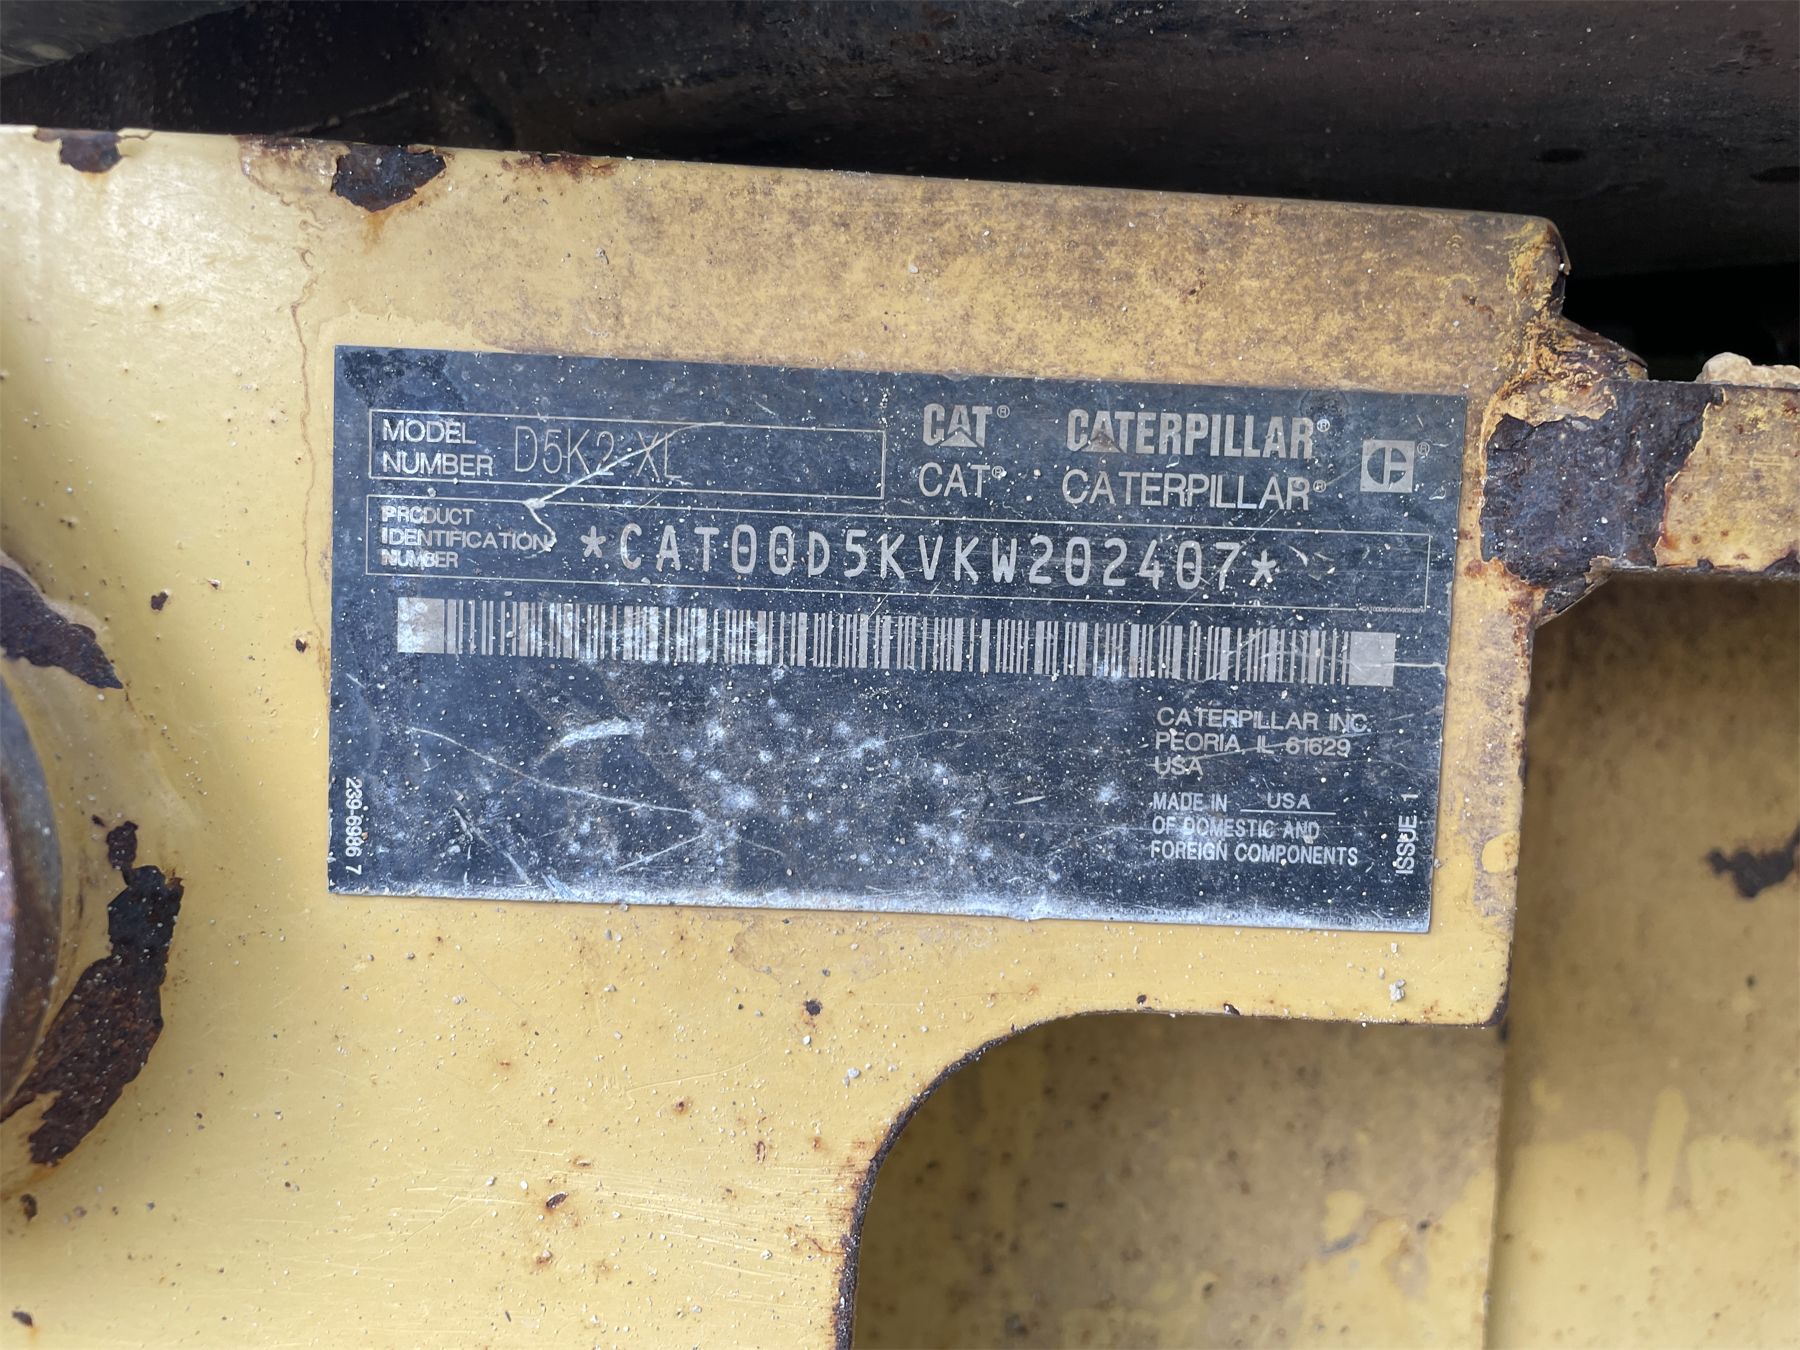 MODEL
NUMBER D5K2 XL
CAT® CATERPILLAR®
CAT® CATERPILLAR®
PRODUCT
IDENTIFICATION
NUMBER
*CAT00D5KVKW202407*
CATERPILLAR INC.
PEORIA IL 61629
USA
MADE IN USA
OF DOMESTIC AND
FOREIGN COMPONENTS
ISSUE 1
239-6986 7